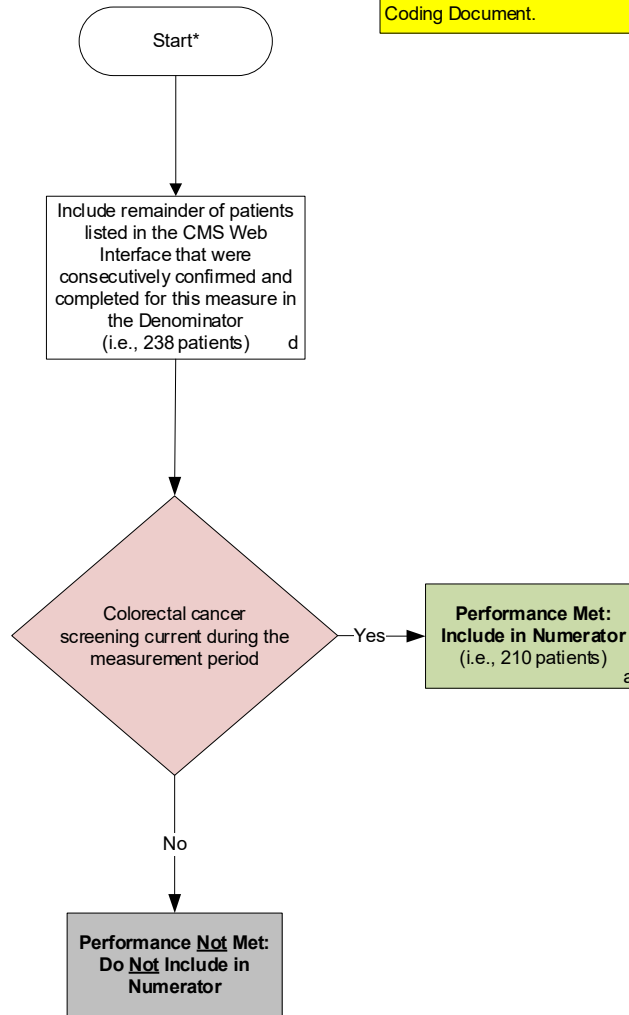 Coding Document.
Start*
Include remainder of patients
listed in the CMS Web
Interface that were
consecutively confirmed and
completed for this measure in
the Denominator
(i.e., 238 patients) d
Colorectal cancer
screening current during the
measurement period
Yes
Performance Met:
Include in Numerator
(i.e., 210 patients)
a
No
Performance Not Met:
Do Not Include in
Numerator